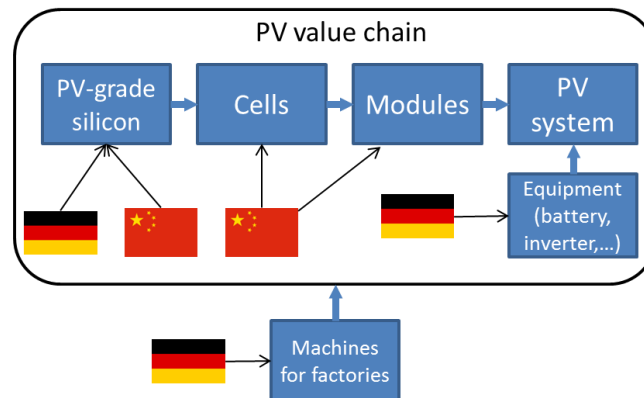 PV value chain
PV-grade
silicon
Cells
Modules
PV
system
Equipment
(battery,
inverter,...)
Machines
for factories